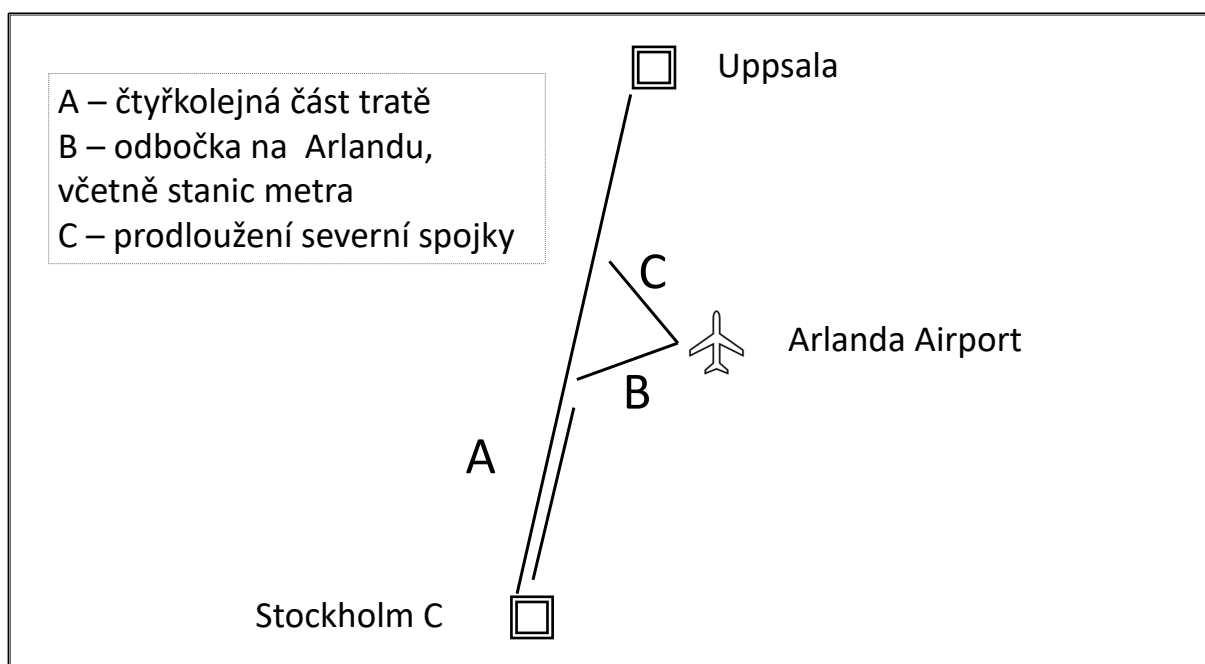 Uppsala
A – čtyřkolejná část tratě
B – odbočka na Arlandu,
včetně stanic metra
C – prodloužení severní spojky
C
Arlanda Airport
B
A
Stockholm C